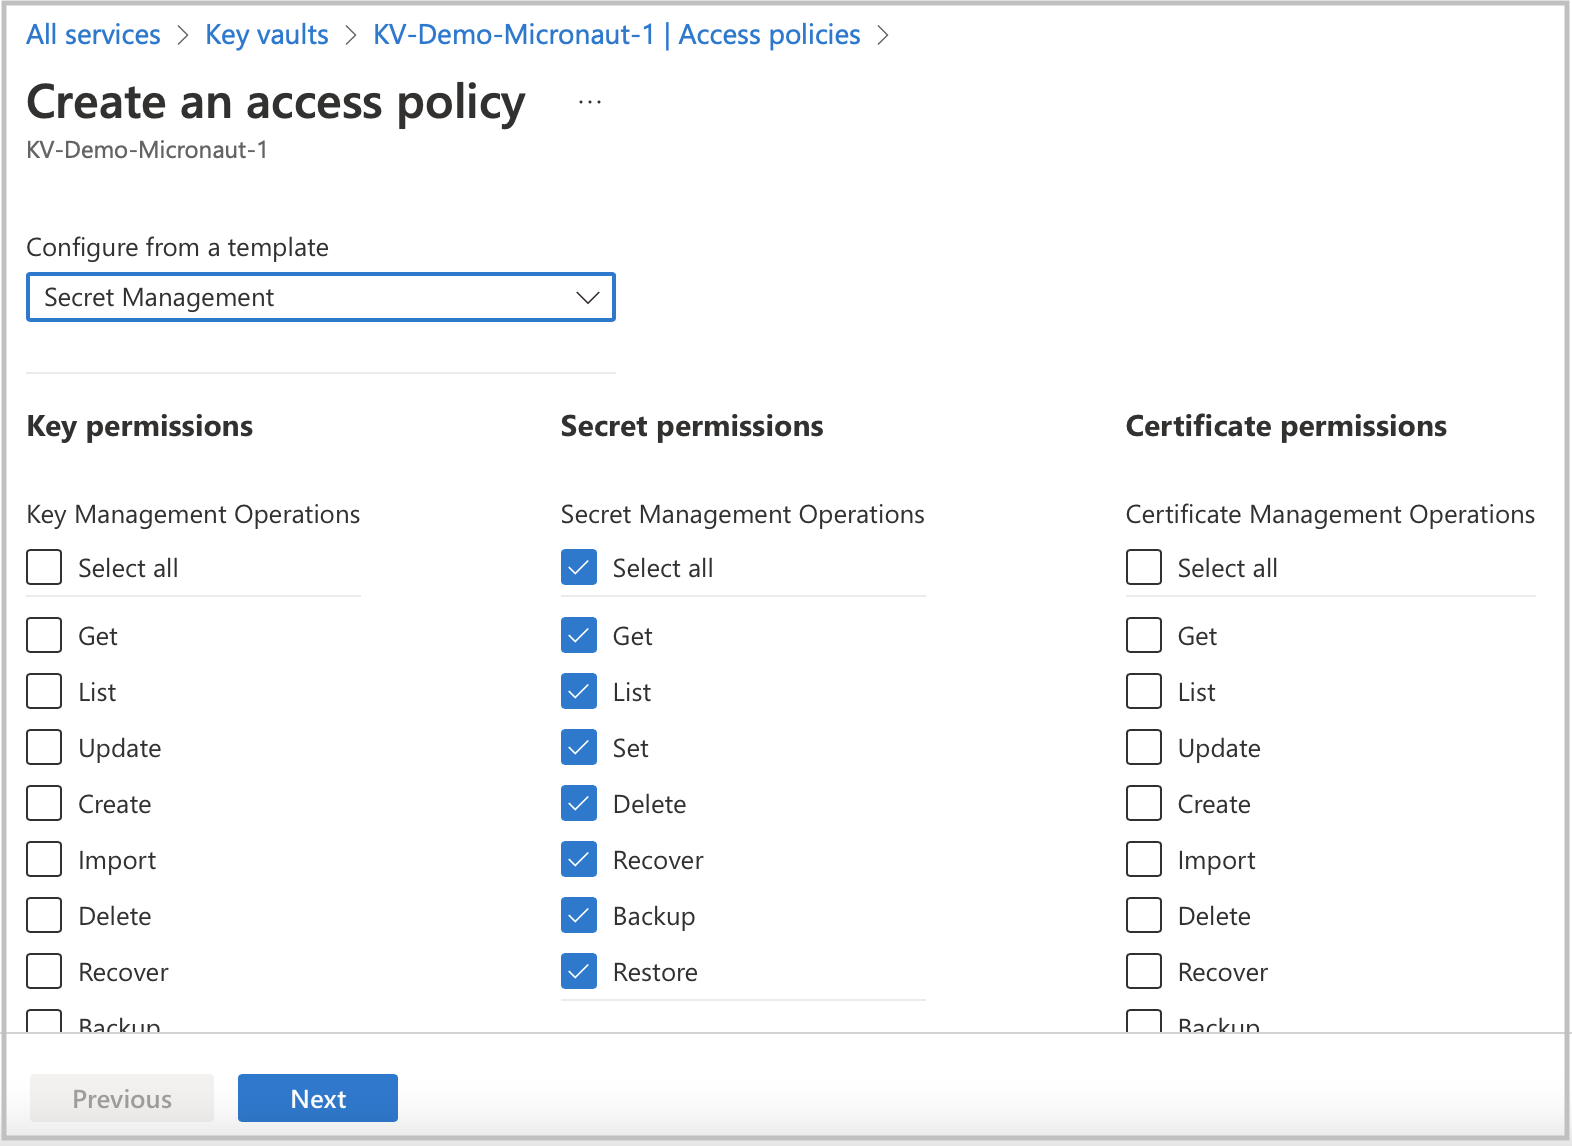 All services > Key vaults > KV-Demo-Micronaut-1 | Access policies >
Create an access policy ...
KV-Demo-Micronaut-1
Configure from a template
Secret Management
Key permissions
Key Management Operations
Select all
Get
List
Update
Create
Import
Delete
Recover
Backup
Secret permissions
Secret Management Operations
Select all
Get
List
Set
Delete
Recover
Backup
Restore
Certificate permissions
Certificate Management Operations
Select all
Get
List
Update
Create
Import
Delete
Recover
Backup
Previous
Next